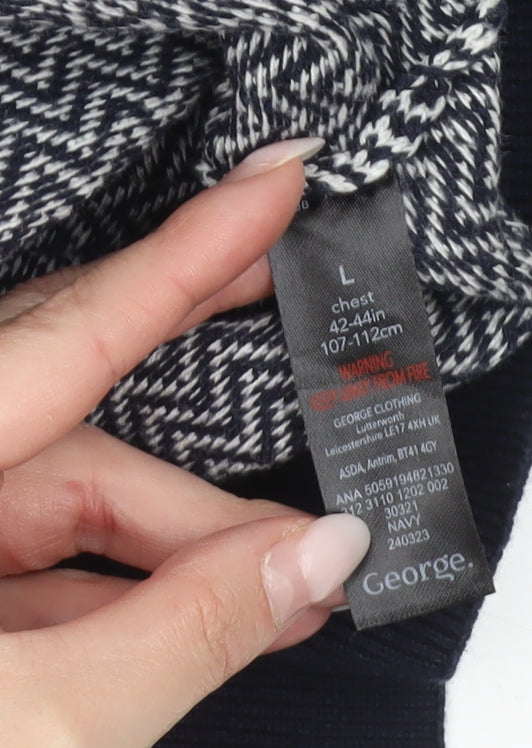 L
chest
42-44in
107-112cm
WARNING
KEEP AWAY FROM FIRE
GEORGE CLOTHING
Lutterworth
Leicestershire LE17 4XH UK
ASDA, Antrim, BT41 4GY
ANA 5059194821330
212 3110 1202 002
30321
NAVY
240323
George.